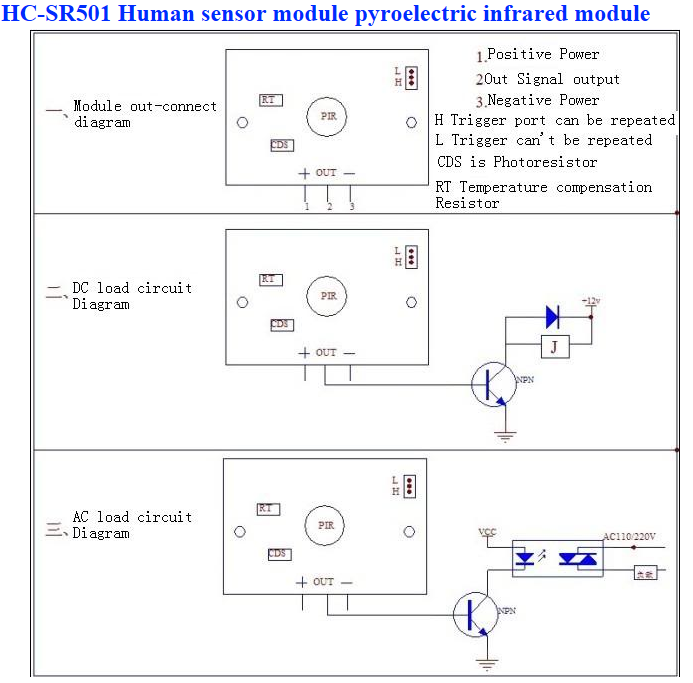 HC-SR501 Human sensor module pyroelectric infrared module
一、Module out-connect
diagram
L
H
RT
PIR
CDS
+ OUT —
1 2 3
1.Positive Power
2Out Signal output
3.Negative Power
H Trigger port can be repeated
L Trigger can't be repeated
CDS is Photoresistor
RT Temperature compensation
Resistor
二、DC load circuit
Diagram
L
H
RT
PIR
CDS
+ OUT —
+12v
J
NPN
三、AC load circuit
Diagram
L
H
RT
PIR
CDS
+ OUT —
VCC
AC110/220V
负载
NPN